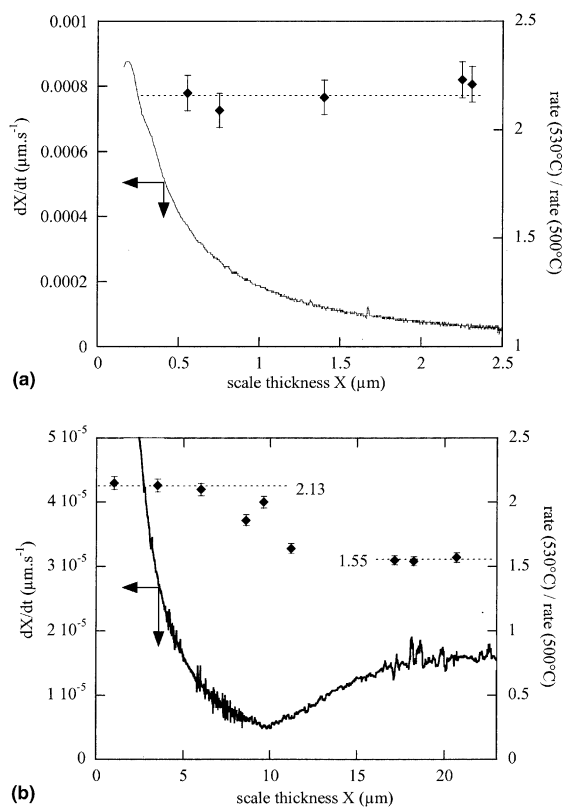 0.001
0.0008
0.0006
0.0004
0.0002
0
dX/dt (µm.s⁻¹)
2.5
2
1.5
1
rate (530°C) / rate (500°C)
0 0.5 1 1.5 2 2.5
(a)
scale thickness X (µm)
5 10⁻⁵
4 10⁻⁵
3 10⁻⁵
2 10⁻⁵
1 10⁻⁵
0
dX/dt (µm.s⁻¹)
2.13
1.55
2.5
2
1.5
1
0.5
0
rate (530°C) / rate (500°C)
0 5 10 15 20
(b)
scale thickness X (µm)